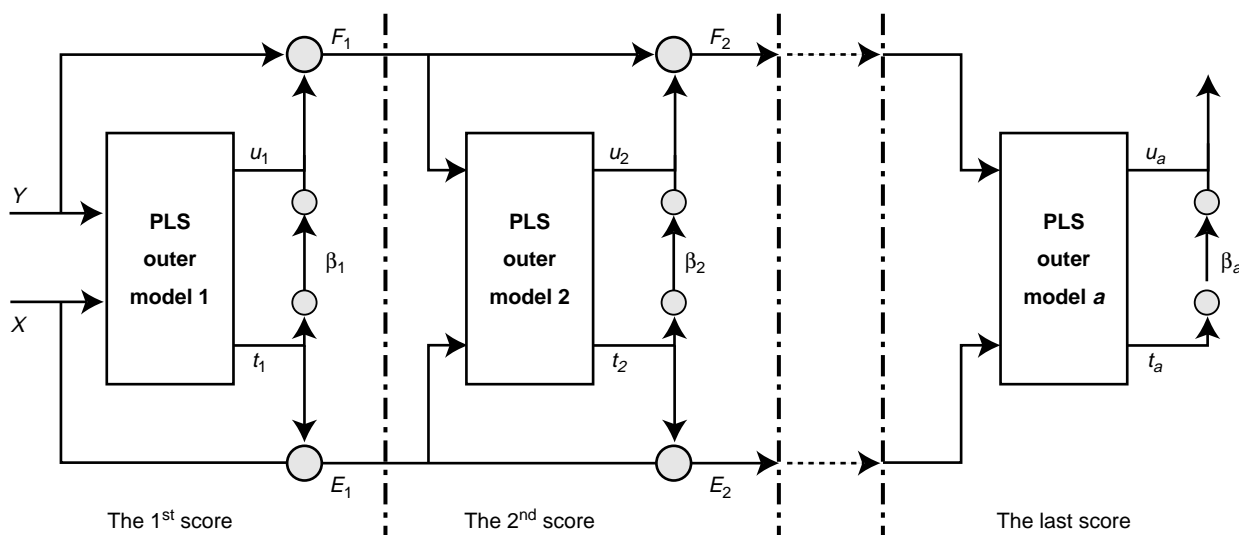 F1
F2
u1
u2
ua
Y
PLS
outer
model 1
β1
PLS
outer
model 2
β2
PLS
outer
model a
βa
X
t1
t2
ta
E1
E2
The 1st score
The 2nd score
The last score